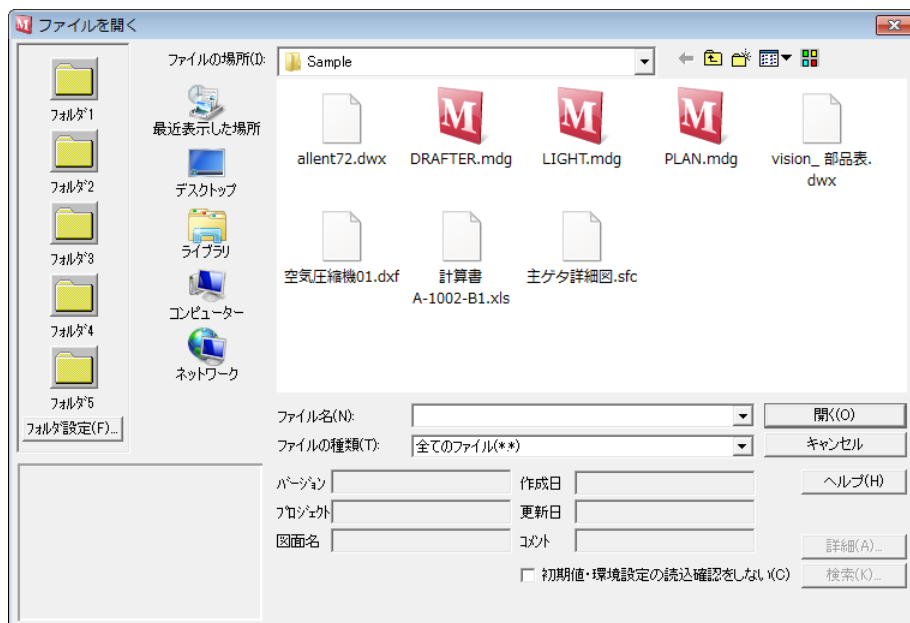 ファイルを開く
フォルダ1
フォルダ2
フォルダ3
フォルダ4
フォルダ5
フォルダ設定(F)...
ファイルの場所(I):
Sample
最近表示した場所
デスクトップ
ライブラリ
コンピューター
ネットワーク
allent72.dwx
DRAFTER.mdg
LIGHT.mdg
PLAN.mdg
vision_ 部品表.
dwx
空気圧縮機01.dxf
計算書
A-1002-B1.xls
主ゲタ詳細図.sfc
ファイル名(N):
開く(O)
ファイルの種類(T):
全てのファイル(*.*)
キャンセル
バージョン
作成日
ヘルプ(H)
プロジェクト
更新日
図面名
コメント
詳細(A)...
初期値・環境設定の読込確認をしない(C)
検索(K)...